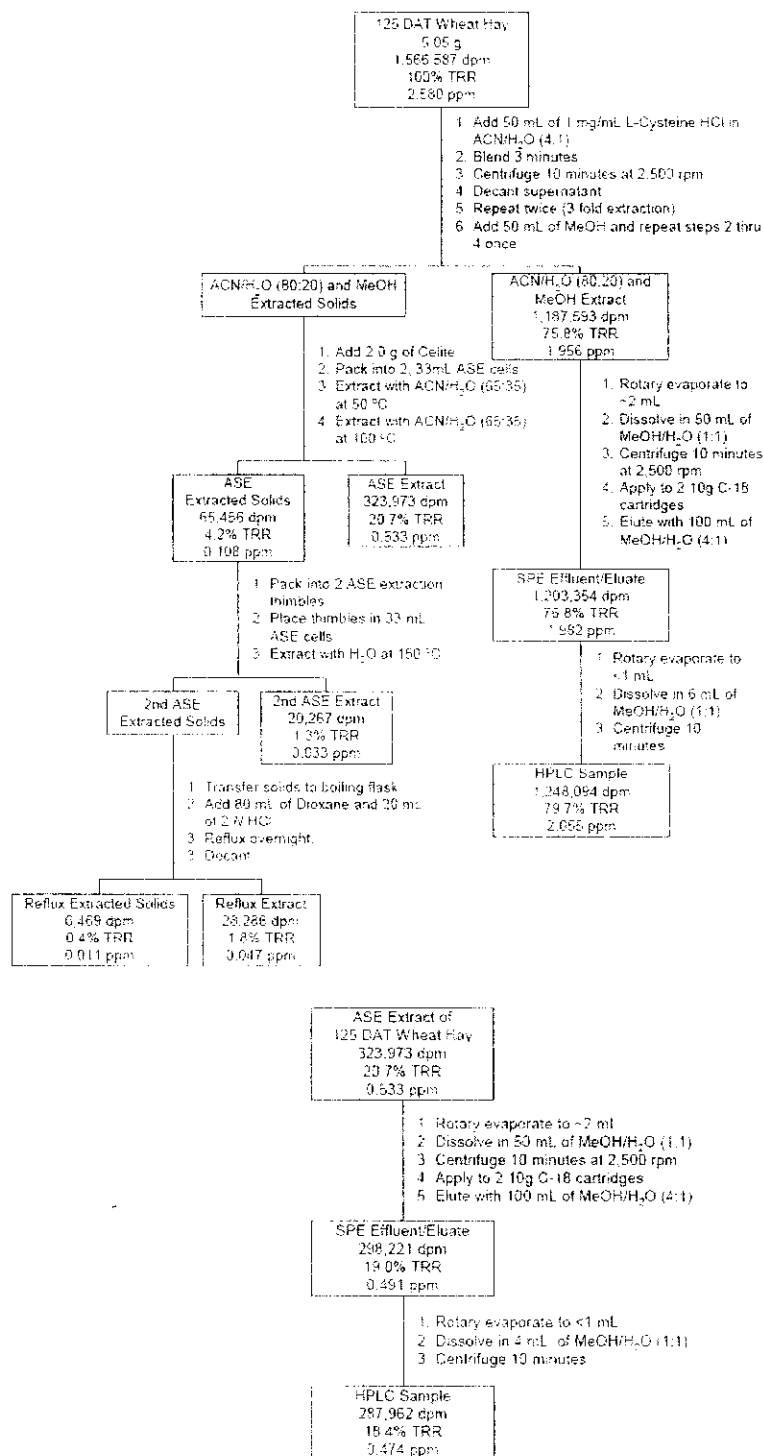 125 DAT Wheat Hay
5.05 g
1,566,587 dpm
100% TRR
2.580 ppm
1. Add 50 mL of 1 mg/mL L-Cysteine HCl in
ACN/H₂O (4:1)
2. Blend 3 minutes
3 Centrifuge 10 minutes at 2,500 rpm
4 Decant supernatant
5 Repeat twice (3 fold extraction)
6 Add 50 mL of MeOH and repeat steps 2 thru
4 once
ACN/H₂O (80:20) and MeOH
Extracted Solids
ACN/H₂O (80:20) and
MeOH Extract
1,187,593 dpm
75.8% TRR
1.956 ppm
1. Add 2.0 g of Celite
2. Pack into 2, 33mL ASE cells
3 Extract with ACN/H₂O (65:35)
at 50 ºC
4. Extract with ACN/H₂O (65:35)
at 100 ºC
1. Rotary evaporate to
~2 mL
2. Dissolve in 50 mL of
MeOH/H₂O (1:1)
3. Centrifuge 10 minutes
at 2,500 rpm
4. Apply to 2 10g C-18
cartridges
5. Elute with 100 mL of
MeOH/H₂O (4:1)
ASE
Extracted Solids
65,456 dpm
4.2% TRR
0.108 ppm
ASE Extract
323,973 dpm
20.7% TRR
0.533 ppm
SPE Effluent/Eluate
1,203,354 dpm
76.8% TRR
1.982 ppm
1 Pack into 2 ASE extraction
thimbles
2 Place thimbles in 33 mL
ASE cells
3 Extract with H₂O at 150 ºC
1. Rotary evaporate to
<1 mL
2 Dissolve in 6 mL of
MeOH/H₂O (1:1)
3 Centrifuge 10
minutes
2nd ASE
Extracted Solids
2nd ASE Extract
20,267 dpm
1.3% TRR
0.033 ppm
HPLC Sample
1,248,094 dpm
79.7% TRR
2.055 ppm
1 Transfer solids to boiling flask
2 Add 80 mL of Dioxane and 20 mL
of 2 N HCl
3 Reflux overnight.
3 Decant
Reflux Extracted Solids
6,469 dpm
0.4% TRR
0.011 ppm
Reflux Extract
28,286 dpm
1.8% TRR
0.047 ppm
ASE Extract of
125 DAT Wheat Hay
323,973 dpm
20.7% TRR
0.533 ppm
1 Rotary evaporate to ~2 mL
2 Dissolve in 50 mL of MeOH/H₂O (1:1)
3 Centrifuge 10 minutes at 2,500 rpm
4 Apply to 2 10g C-18 cartridges
5 Elute with 100 mL of MeOH/H₂O (4:1)
SPE Effluent/Eluate
298,221 dpm
19.0% TRR
0.491 ppm
1. Rotary evaporate to <1 mL
2 Dissolve in 4 mL of MeOH/H₂O (1:1)
3 Centrifuge 10 minutes
HPLC Sample
287,962 dpm
18.4% TRR
0.474 ppm